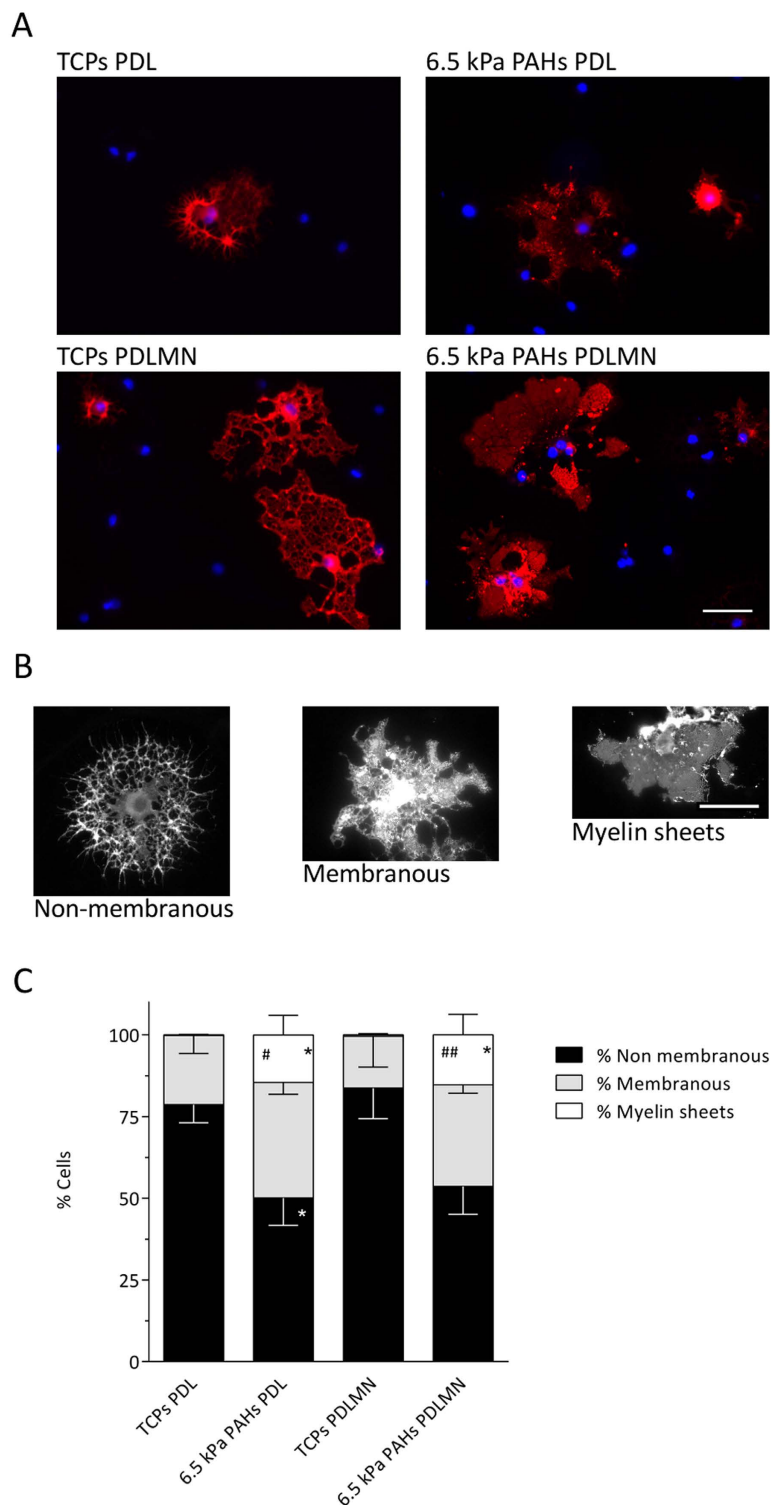 A
TCPs PDL
6.5 kPa PAHs PDL
TCPs PDLMN
6.5 kPa PAHs PDLMN
B
Non-membranous
Membranous
Myelin sheets
C
% Cells
100
75
50
25
0
#
*
*
##
*
% Non membranous
% Membranous
% Myelin sheets
TCPs PDL
6.5 kPa PAHs PDL
TCPs PDLMN
6.5 kPa PAHs PDLMN